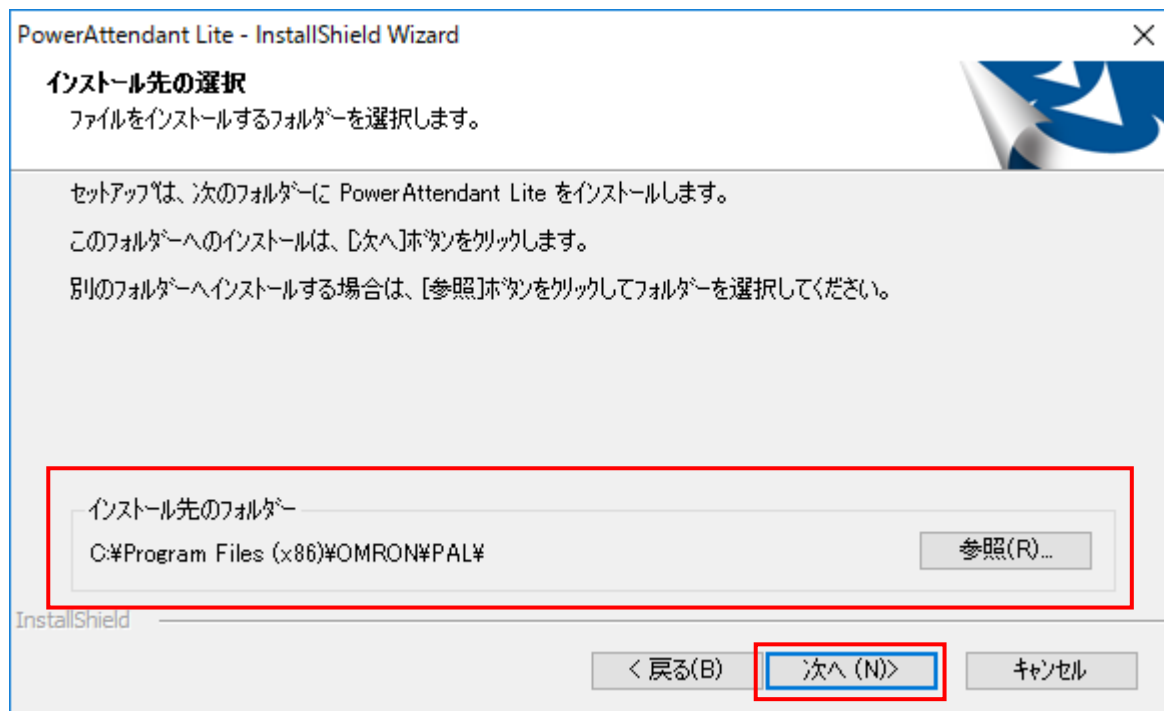 PowerAttendant Lite - InstallShield Wizard
インストール先の選択
ファイルをインストールするフォルダーを選択します。
セットアップは、次のフォルダーに PowerAttendant Lite をインストールします。
このフォルダーへのインストールは、[次へ]ボタンをクリックします。
別のフォルダーへインストールする場合は、[参照]ボタンをクリックしてフォルダーを選択してください。
インストール先のフォルダー
C:¥Program Files (x86)¥OMRON¥PAL¥
参照(R)...
InstallShield
< 戻る(B)
次へ (N)>
キャンセル